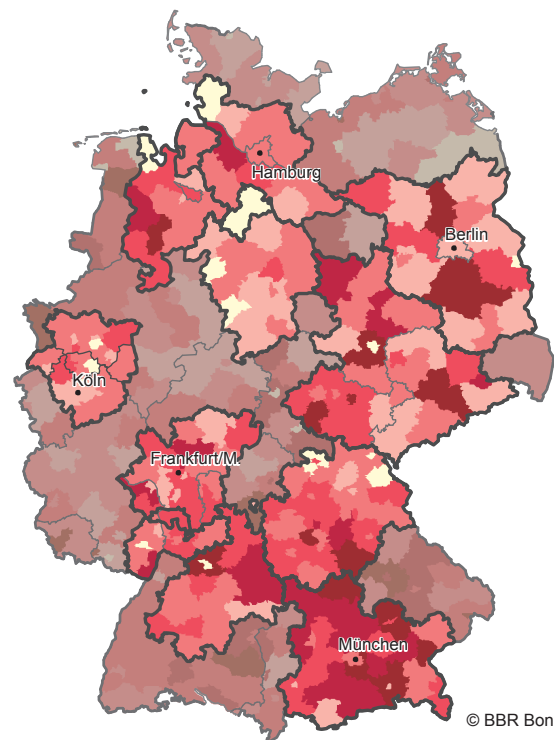 Hamburg
Berlin
Köln
Frankfurt/M.
München
© BBR Bon